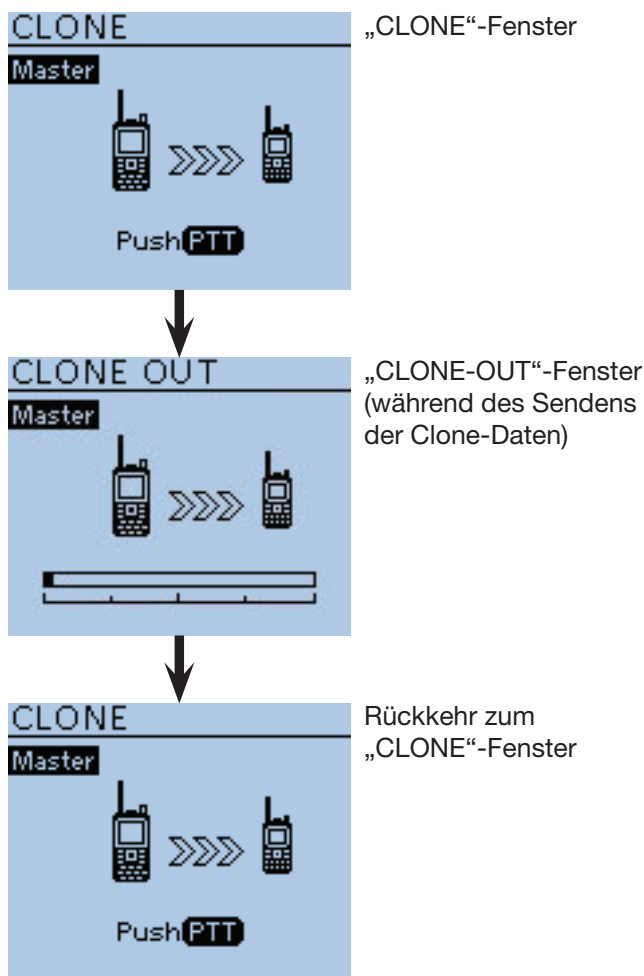 CLONE
„CLONE“-Fenster
Master
Push PTT
CLONE OUT
„CLONE-OUT“-Fenster
(während des Sendens
der Clone-Daten)
Master
CLONE
Rückkehr zum
„CLONE“-Fenster
Master
Push PTT